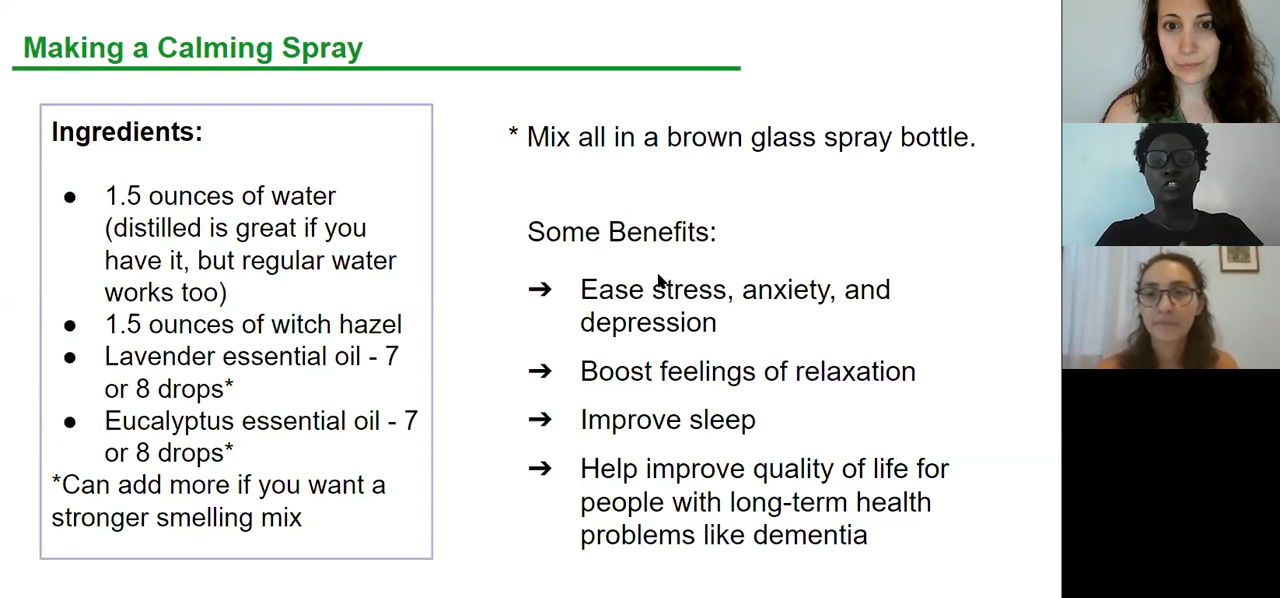 Making a Calming Spray
Ingredients:
● 1.5 ounces of water
(distilled is great if you
have it, but regular water
works too)
● 1.5 ounces of witch hazel
● Lavender essential oil - 7
or 8 drops*
● Eucalyptus essential oil - 7
or 8 drops*
*Can add more if you want a
stronger smelling mix
* Mix all in a brown glass spray bottle.
Some Benefits:
➔ Ease stress, anxiety, and
depression
➔ Boost feelings of relaxation
➔ Improve sleep
➔ Help improve quality of life for
people with long-term health
problems like dementia